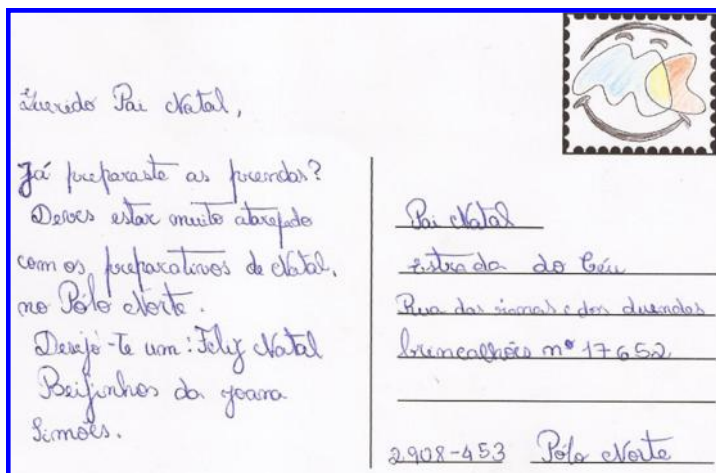 Querido Pai Natal,
Já preparaste as prendas?
Deves estar muito atarefado
com os preparativos de Natal,
no Pólo Norte.
Desejo-te um: Feliz Natal
Beijinhos da Joana
Simões.
Pai Natal
Estrada do Céu
Rua das renas e dos duendes
brincalhões nº 17652
2908-453 Pólo Norte